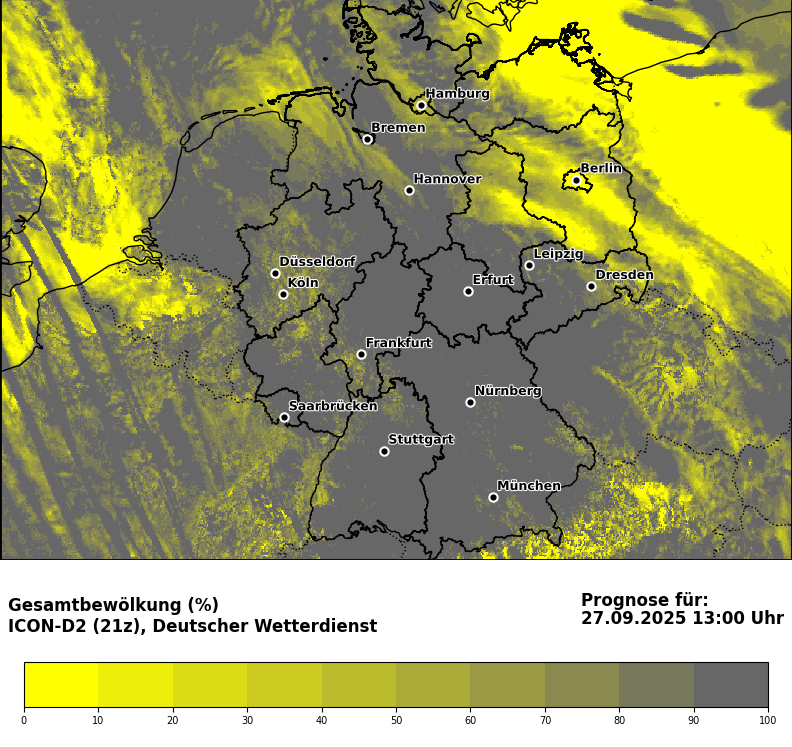 Hamburg
Bremen
Hannover
Berlin
Düsseldorf
Köln
Leipzig
Erfurt
Dresden
Frankfurt
Nürnberg
Saarbrücken
Stuttgart
München
Gesamtbewölkung (%)
ICON-D2 (21z), Deutscher Wetterdienst
Prognose für:
27.09.2025 13:00 Uhr
0 10 20 30 40 50 60 70 80 90 100